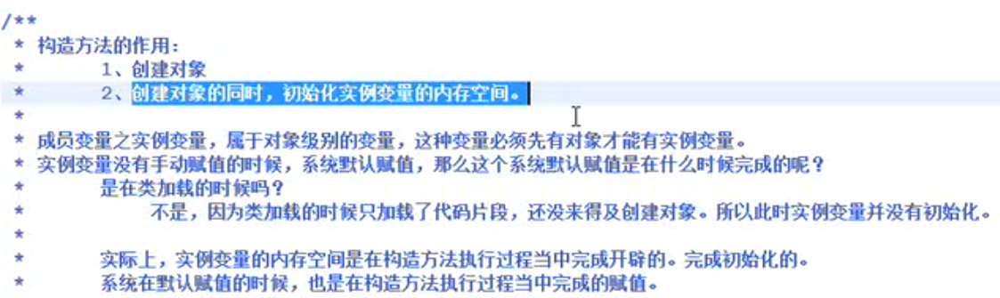 /**
* 构造方法的作用：
* 1、创建对象
* 2、创建对象的同时，初始化实例变量的内存空间。
*
* 成员变量之实例变量，属于对象级别的变量，这种变量必须先有对象才能有实例变量。
* 实例变量没有手动赋值的时候，系统默认赋值，那么这个系统默认赋值是在什么时候完成的呢？
* 是在类加载的时候吗？
* 不是，因为类加载的时候只加载了代码片段，还没来得及创建对象。所以此时实例变量并没有初始化。
*
* 实际上，实例变量的内存空间是在构造方法执行过程当中完成开辟的。完成初始化的。
* 系统在默认赋值的时候，也是在构造方法执行过程当中完成的赋值。